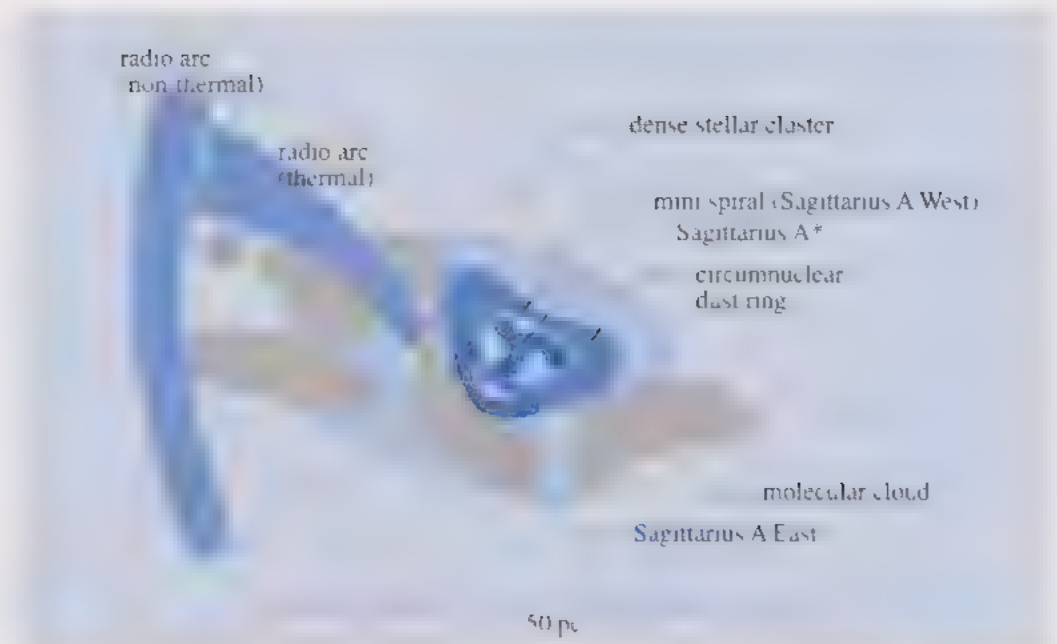 radio arc
(non-thermal)
radio arc
(thermal)
dense stellar cluster
mini spiral (Sagittarius A West)
Sagittarius A*
circumnuclear
dust ring
molecular cloud
Sagittarius A East
50 pc